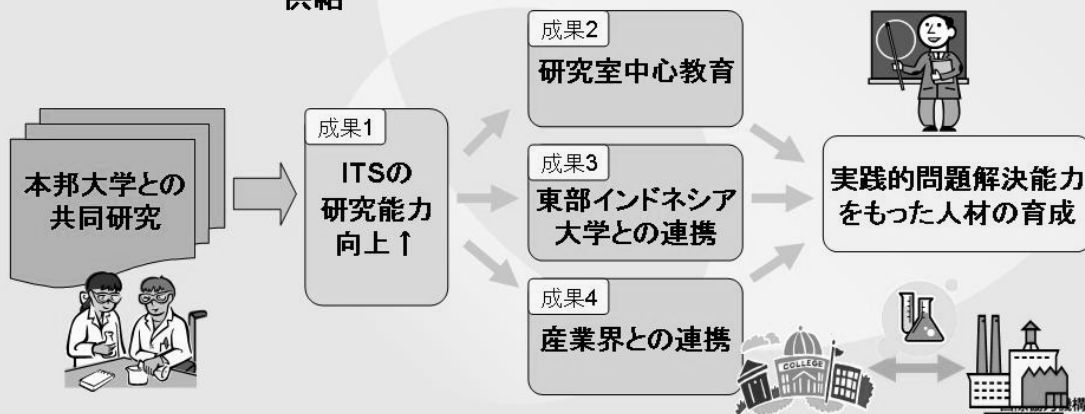 供給
本邦大学との
共同研究
成果1
ITSの
研究能力
向上↑
成果2
研究室中心教育
成果3
東部インドネシア
大学との連携
成果4
産業界との連携
実践的問題解決能力
をもった人材の育成
COLLEGE